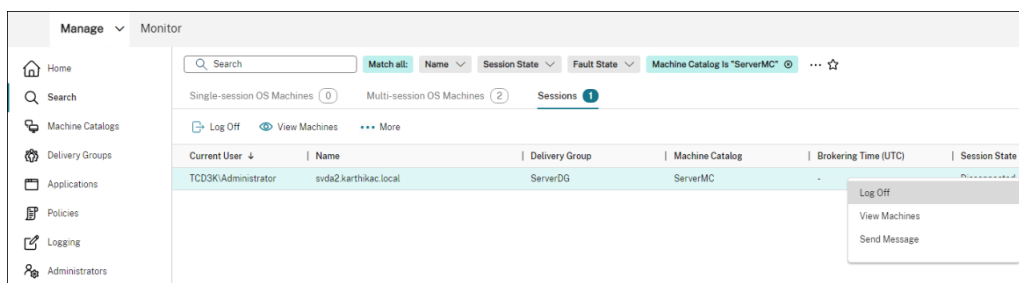 Manage Monitor
Home
Search
Machine Catalogs
Delivery Groups
Applications
Policies
Logging
Administrators
Search Match all: Name Session State Fault State Machine Catalog Is "ServerMC" ...
Single-session OS Machines 0 Multi-session OS Machines 2 Sessions 1
Log Off View Machines ... More
Current User ↓ Name Delivery Group Machine Catalog Brokering Time (UTC) Session State
TCD3K\Administrator svda2.karthikac.local ServerDG ServerMC - Disconnected
Log Off
View Machines
Send Message